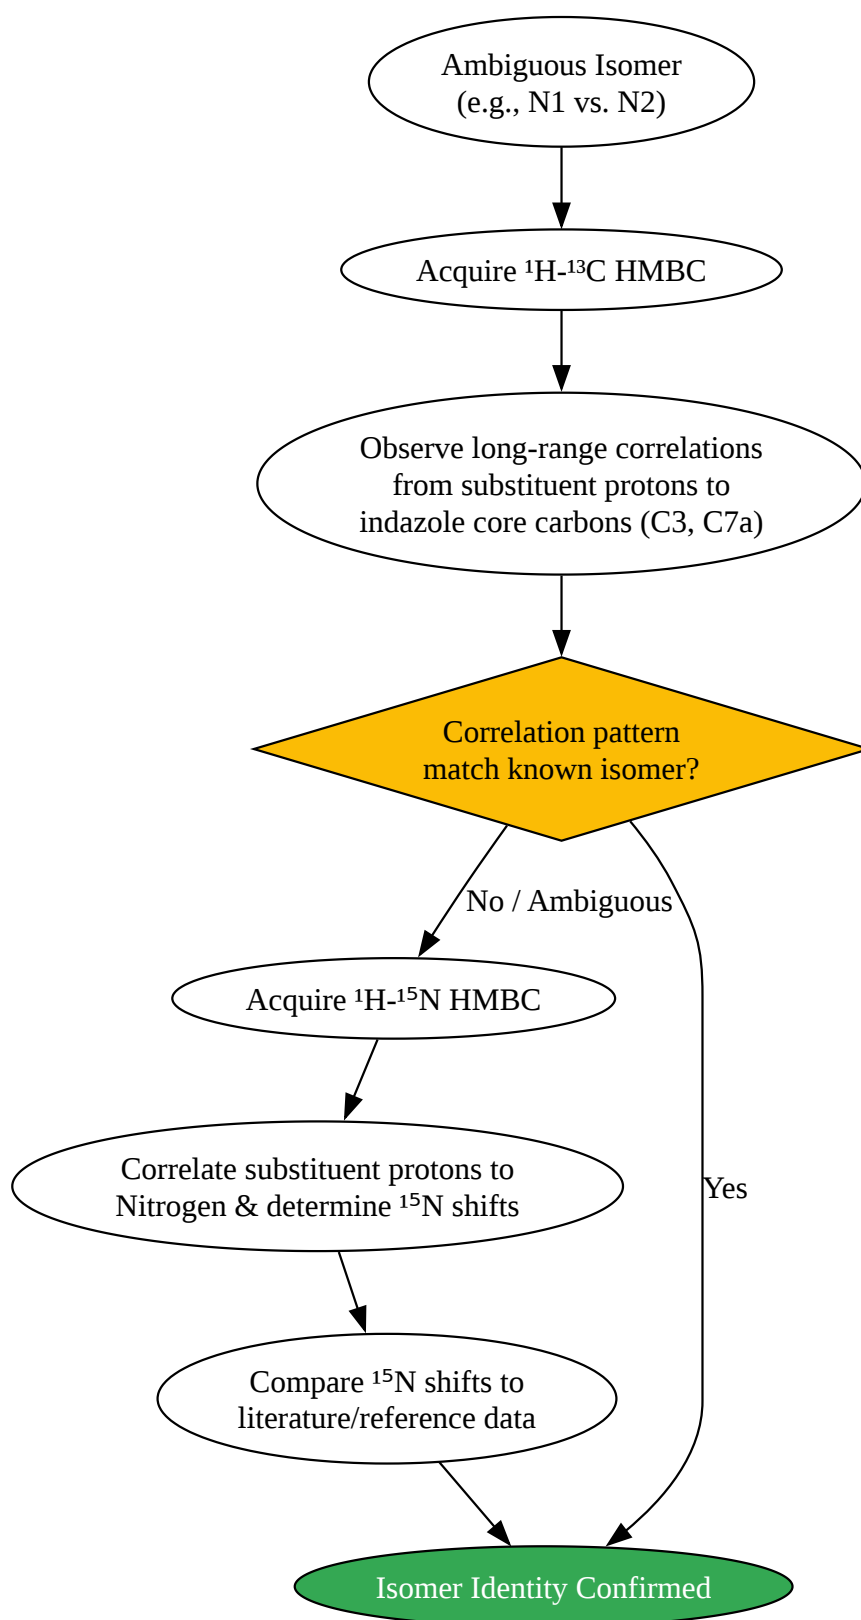 Ambiguous Isomer
(e.g., N1 vs. N2)
Acquire ¹H-¹³C HMBC
Observe long-range correlations
from substituent protons to
indazole core carbons (C3, C7a)
Correlation pattern
match known isomer?
No / Ambiguous
Acquire ¹H-¹⁵N HMBC
Correlate substituent protons to
Nitrogen & determine ¹⁵N shifts
Yes
Compare ¹⁵N shifts to
literature/reference data
Isomer Identity Confirmed